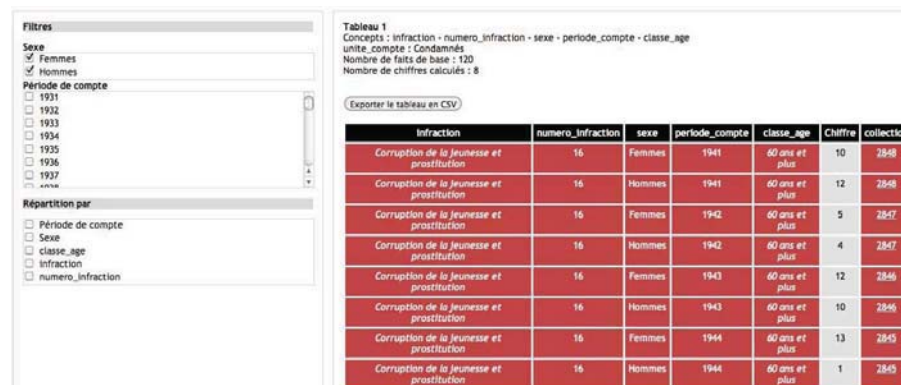 Filtres
Sexe
Femmes
Hommes
Période de compte
1931
1932
1933
1934
1935
1936
1937
1938
Répartition par
Période de compte
Sexe
classe_age
infraction
numero_infraction
Tableau 1
Concepts : infraction - numero_infraction - sexe - periode_compte - classe_age
unite_compte : Condamnés
Nombre de faits de base : 120
Nombre de chiffres calculés : 8
Exporter le tableau en CSV
infraction numero_infraction sexe periode_compte classe_age Chiffre collectio
Corruption de la jeunesse et 16 Femmes 1941 60 ans et 10 2848
prostitution plus
Corruption de la jeunesse et 16 Hommes 1941 60 ans et 12 2848
prostitution plus
Corruption de la jeunesse et 16 Femmes 1942 60 ans et 5 2847
prostitution plus
Corruption de la jeunesse et 16 Hommes 1942 60 ans et 4 2847
prostitution plus
Corruption de la jeunesse et 16 Femmes 1943 60 ans et 12 2846
prostitution plus
Corruption de la jeunesse et 16 Hommes 1943 60 ans et 10 2846
prostitution plus
Corruption de la jeunesse et 16 Femmes 1944 60 ans et 13 2845
prostitution plus
Corruption de la jeunesse et 16 Hommes 1944 60 ans et 1 2845
prostitution plus